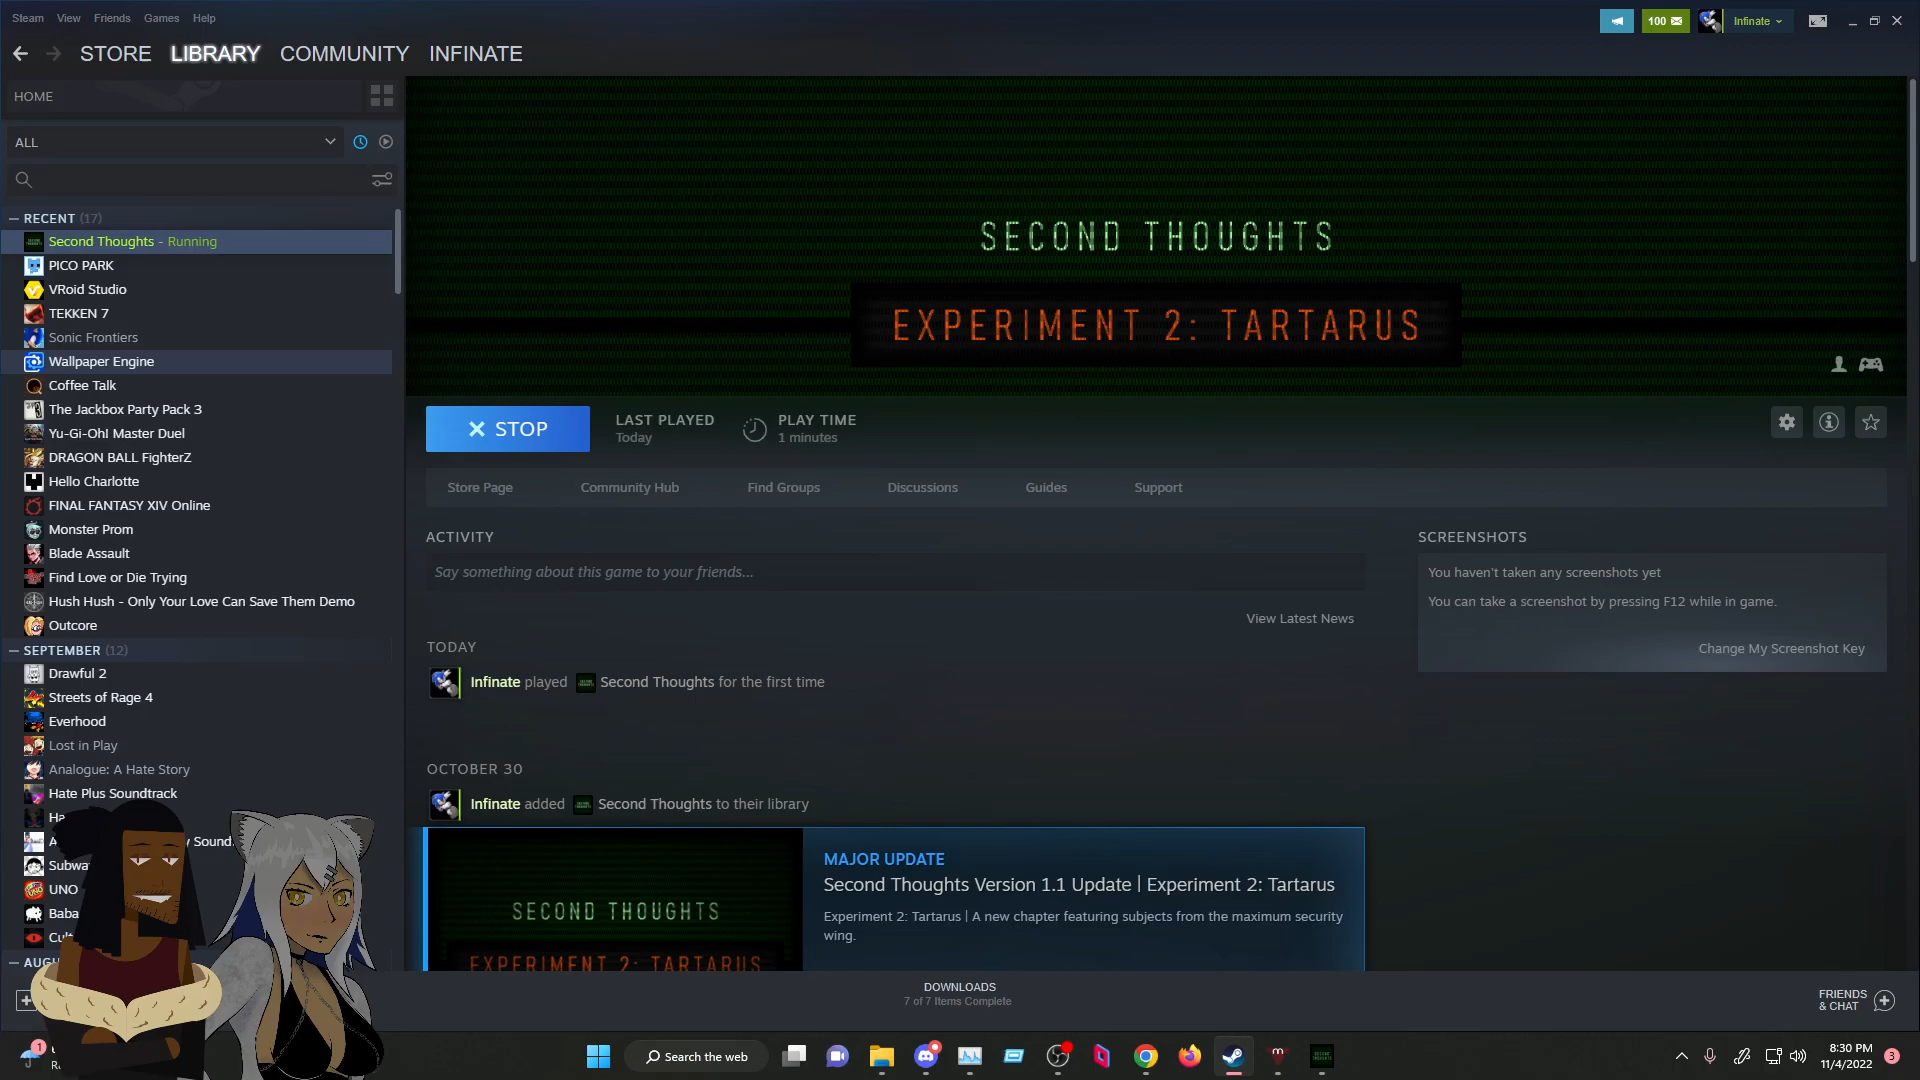 Steam View Friends Games Help
100
Infinate
STORE LIBRARY COMMUNITY INFINATE
HOME
ALL
RECENT (17)
Second Thoughts - Running
PICO PARK
VRoid Studio
TEKKEN 7
Sonic Frontiers
Wallpaper Engine
Coffee Talk
The Jackbox Party Pack 3
Yu-Gi-Oh! Master Duel
DRAGON BALL FighterZ
Hello Charlotte
FINAL FANTASY XIV Online
Monster Prom
Blade Assault
Find Love or Die Trying
Hush Hush - Only Your Love Can Save Them Demo
Outcore
SEPTEMBER (12)
Drawful 2
Streets of Rage 4
Everhood
Lost in Play
Analogue: A Hate Story
Hate Plus Soundtrack
Ha
A y Sound.
Subwa
UNO
Baba
Cult
AUGU
SECOND THOUGHTS
EXPERIMENT 2: TARTARUS
STOP
LAST PLAYED
Today
PLAY TIME
1 minutes
Store Page Community Hub Find Groups Discussions Guides Support
ACTIVITY
Say something about this game to your friends...
View Latest News
TODAY
Infinate played Second Thoughts for the first time
OCTOBER 30
Infinate added Second Thoughts to their library
SECOND THOUGHTS
EXPERIMENT 2: TARTARUS
MAJOR UPDATE
Second Thoughts Version 1.1 Update | Experiment 2: Tartarus
Experiment 2: Tartarus | A new chapter featuring subjects from the maximum security
wing.
SCREENSHOTS
You haven't taken any screenshots yet
You can take a screenshot by pressing F12 while in game.
Change My Screenshot Key
DOWNLOADS
7 of 7 Items Complete
FRIENDS
& CHAT
1
Search the web
8:30 PM
11/4/2022
3